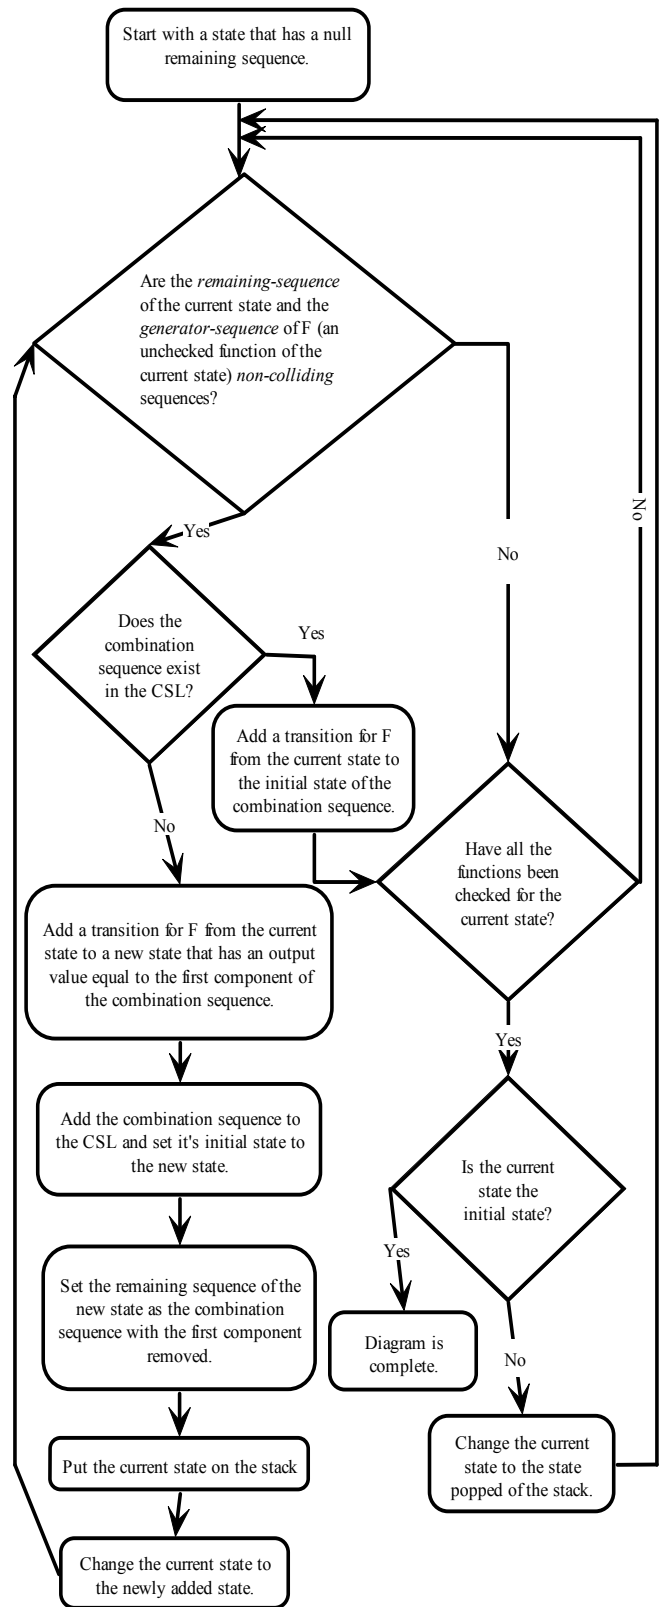 Start with a state that has a null
remaining sequence.
Are the remaining-sequence
of the current state and the
generator-sequence of F (an
unchecked function of the
current state) non-colliding
sequences?
Yes
No
No
Does the
combination
sequence exist
in the CSL?
Yes
Add a transition for F
from the current state to
the initial state of the
combination sequence.
No
Have all the
functions been
checked for the
current state?
Add a transition for F from the current
state to a new state that has an output
value equal to the first component of
the combination sequence.
Yes
Add the combination sequence to
the CSL and set it's initial state to
the new state.
Is the current
state the
initial state?
Yes
Set the remaining sequence of the
new state as the combination
sequence with the first component
removed.
Diagram is
complete.
No
Put the current state on the stack
Change the current
state to the state
popped of the stack.
Change the current state to
the newly added state.